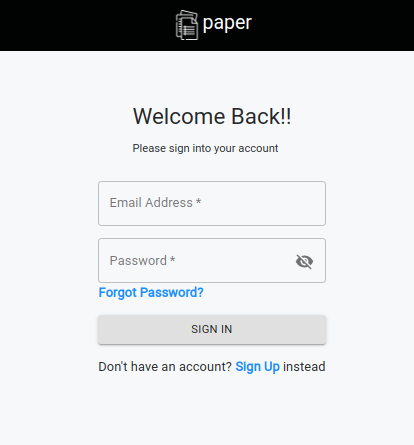 paper
Welcome Back!!
Please sign into your account
Email Address *
Password *
Forgot Password?
SIGN IN
Don't have an account? Sign Up instead